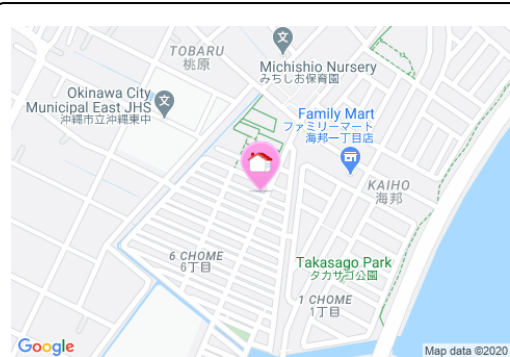 TOBARU
桃原
Michishio Nursery
みちしお保育園
Okinawa City
Municipal East JHS
沖縄市立沖縄東中
Family Mart
ファミリーマート
海邦一丁目店
KAIHO
海邦
6 CHOME
6丁目
Takasago Park
タカサゴ公園
1 CHOME
1丁目
Google
Map data ©2020